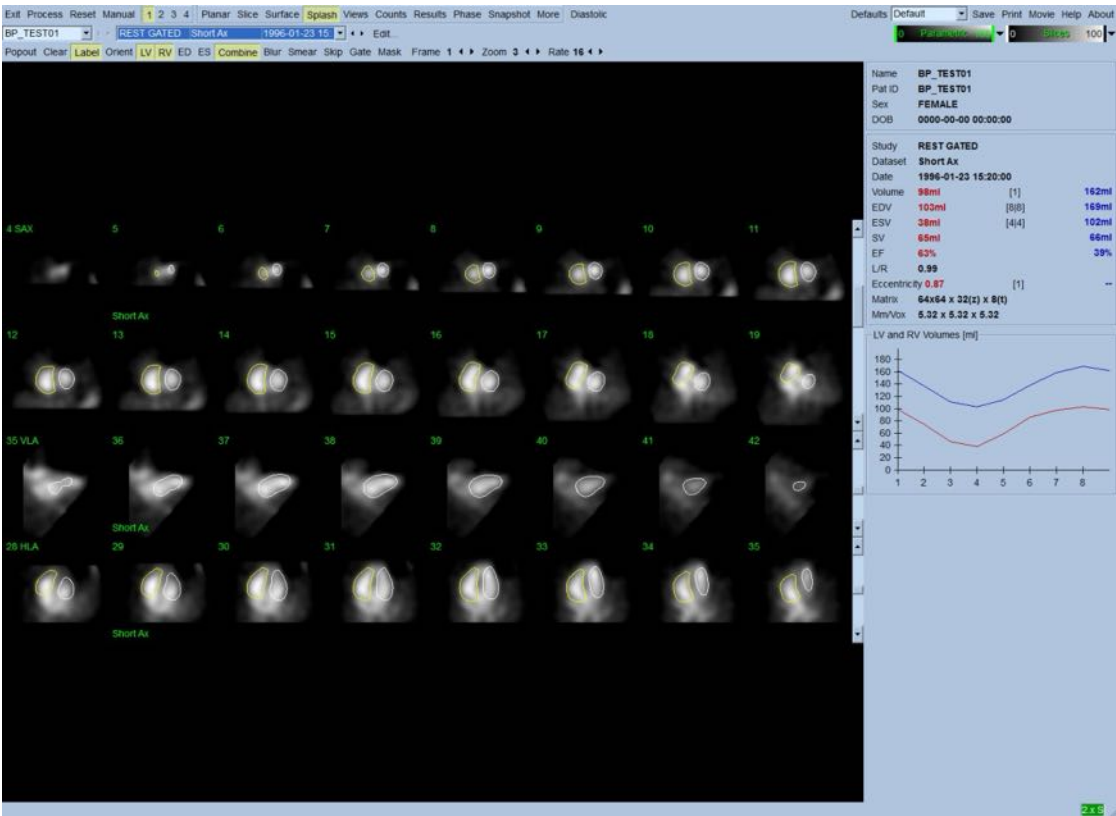 Exit Process Reset Manual 1 2 3 4 Planar Slice Surface Splash Views Counts Results Phase Snapshot More Diastolic Defaults Default Save Print Movie Help About
BP_TEST01 REST GATED Short Ax 1996-01-23 15: Edit... 0 Parametric 0 Slices 100
Popout Clear Label Orient LV RV ED ES Combine Blur Smear Skip Gate Mask Frame 1 Zoom 3 Rate 16
4 SAX 5 6 7 8 9 10 11
Short Ax
12 13 14 15 16 17 18 19
35 VLA 36 37 38 39 40 41 42
Short Ax
28 HLA 29 30 31 32 33 34 35
Short Ax
Name BP_TEST01
Pat ID BP_TEST01
Sex FEMALE
DOB 0000-00-00 00:00:00
Study REST GATED
Dataset Short Ax
Date 1996-01-23 15:20:00
Volume 98ml [1] 162ml
EDV 103ml [8|8] 169ml
ESV 38ml [4|4] 102ml
SV 65ml 66ml
EF 63% 39%
L/R 0.99
Eccentricity 0.87 [1] --
Matrix 64x64 x 32(z) x 8(t)
Mm/Vox 5.32 x 5.32 x 5.32
LV and RV Volumes [ml]
180
160
140
120
100
80
60
40
20
0
1 2 3 4 5 6 7 8
2 x S